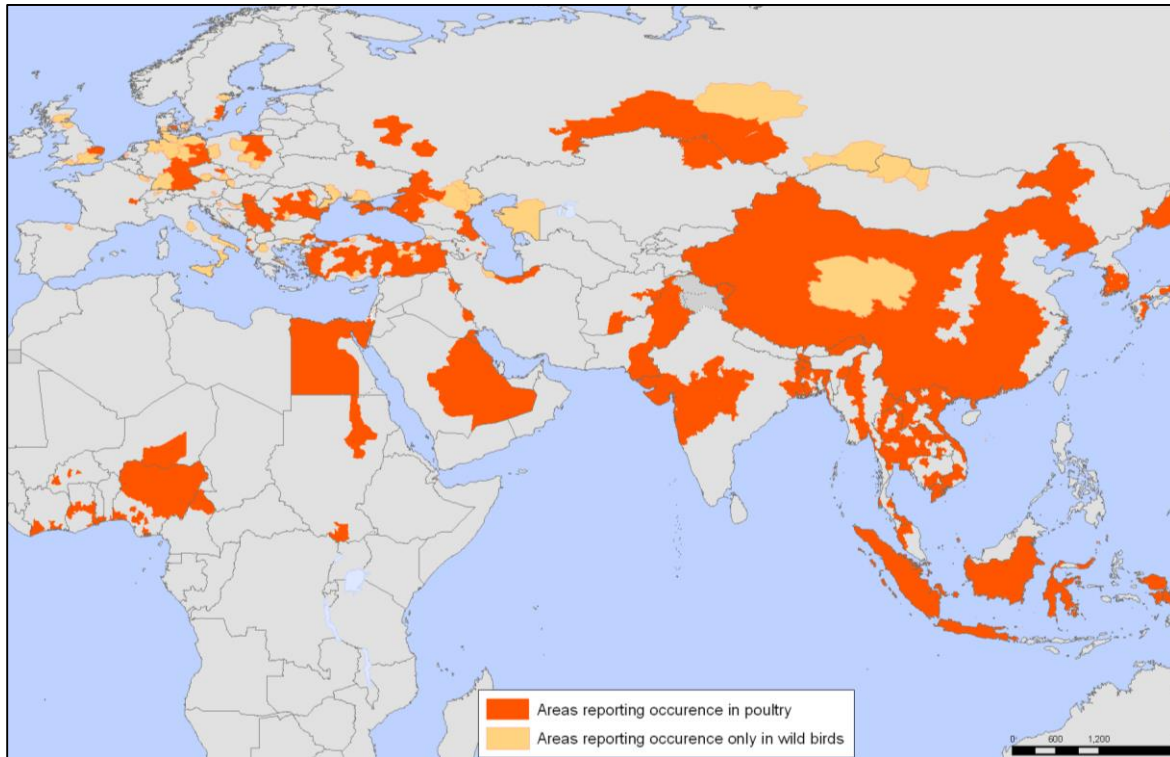 Areas reporting occurence in poultry
Areas reporting occurence only in wild birds
0 600 1,200